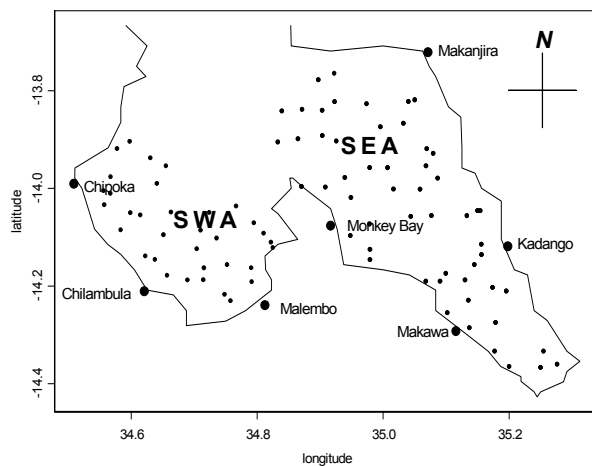 N
Makanjira
-13.8
SEA
-14.0
Chipoka
SWA
Monkey Bay
latitude
Kadango
-14.2
Chilambula
Malembo
Makawa
-14.4
34.6 34.8 35.0 35.2
longitude